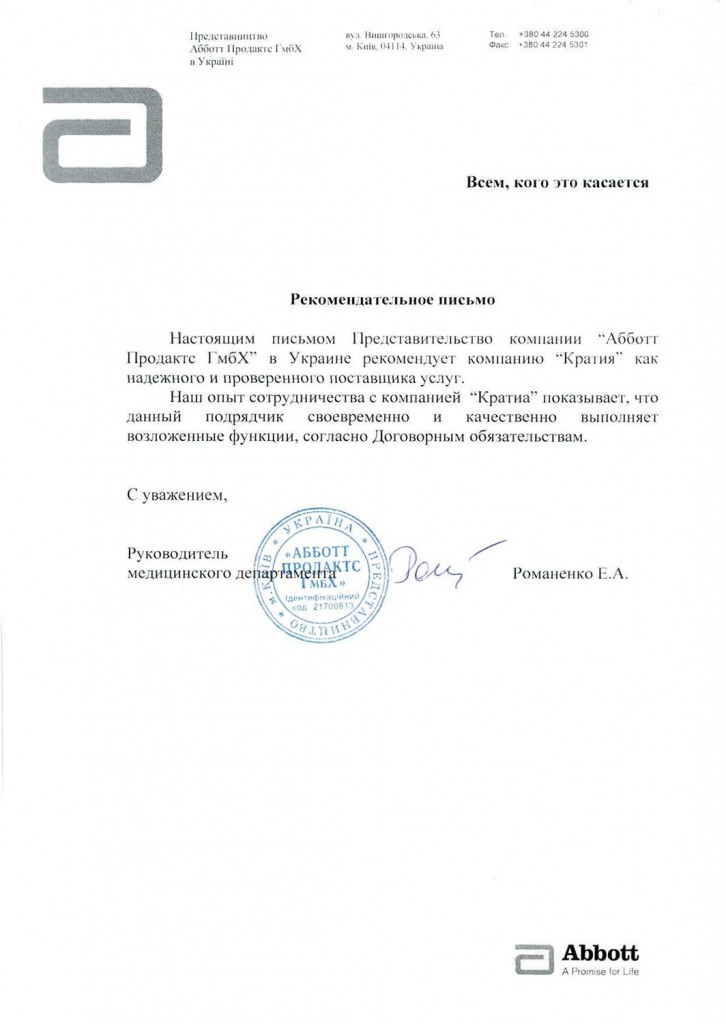 Представництво
Абботт Продактс ГмбХ
в Україні
вул. Вишгородська, 63
м. Київ, 04114, Україна
Тел. +380 44 224 5300
Факс +380 44 224 5301
Всем, кого это касается
Рекомендательное письмо
Настоящим письмом Представительство компании “Абботт
Продактс ГмбХ” в Украине рекомендует компанию “Кратия” как
надежного и проверенного поставщика услуг.
Наш опыт сотрудничества с компанией “Кратиа” показывает, что
данный подрядчик своевременно и качественно выполняет
возложенные функции, согласно Договорным обязательствам.
С уважением,
Руководитель
медицинского департамента
Романенко Е.А.
* УКРАЇНА * ПРЕДСТАВНИЦТВО * м.КИЇВ
«АББОТТ
ПРОДАКТС
ГмбХ»
Ідентифікаційний
код 21700813
Abbott
A Promise for Life